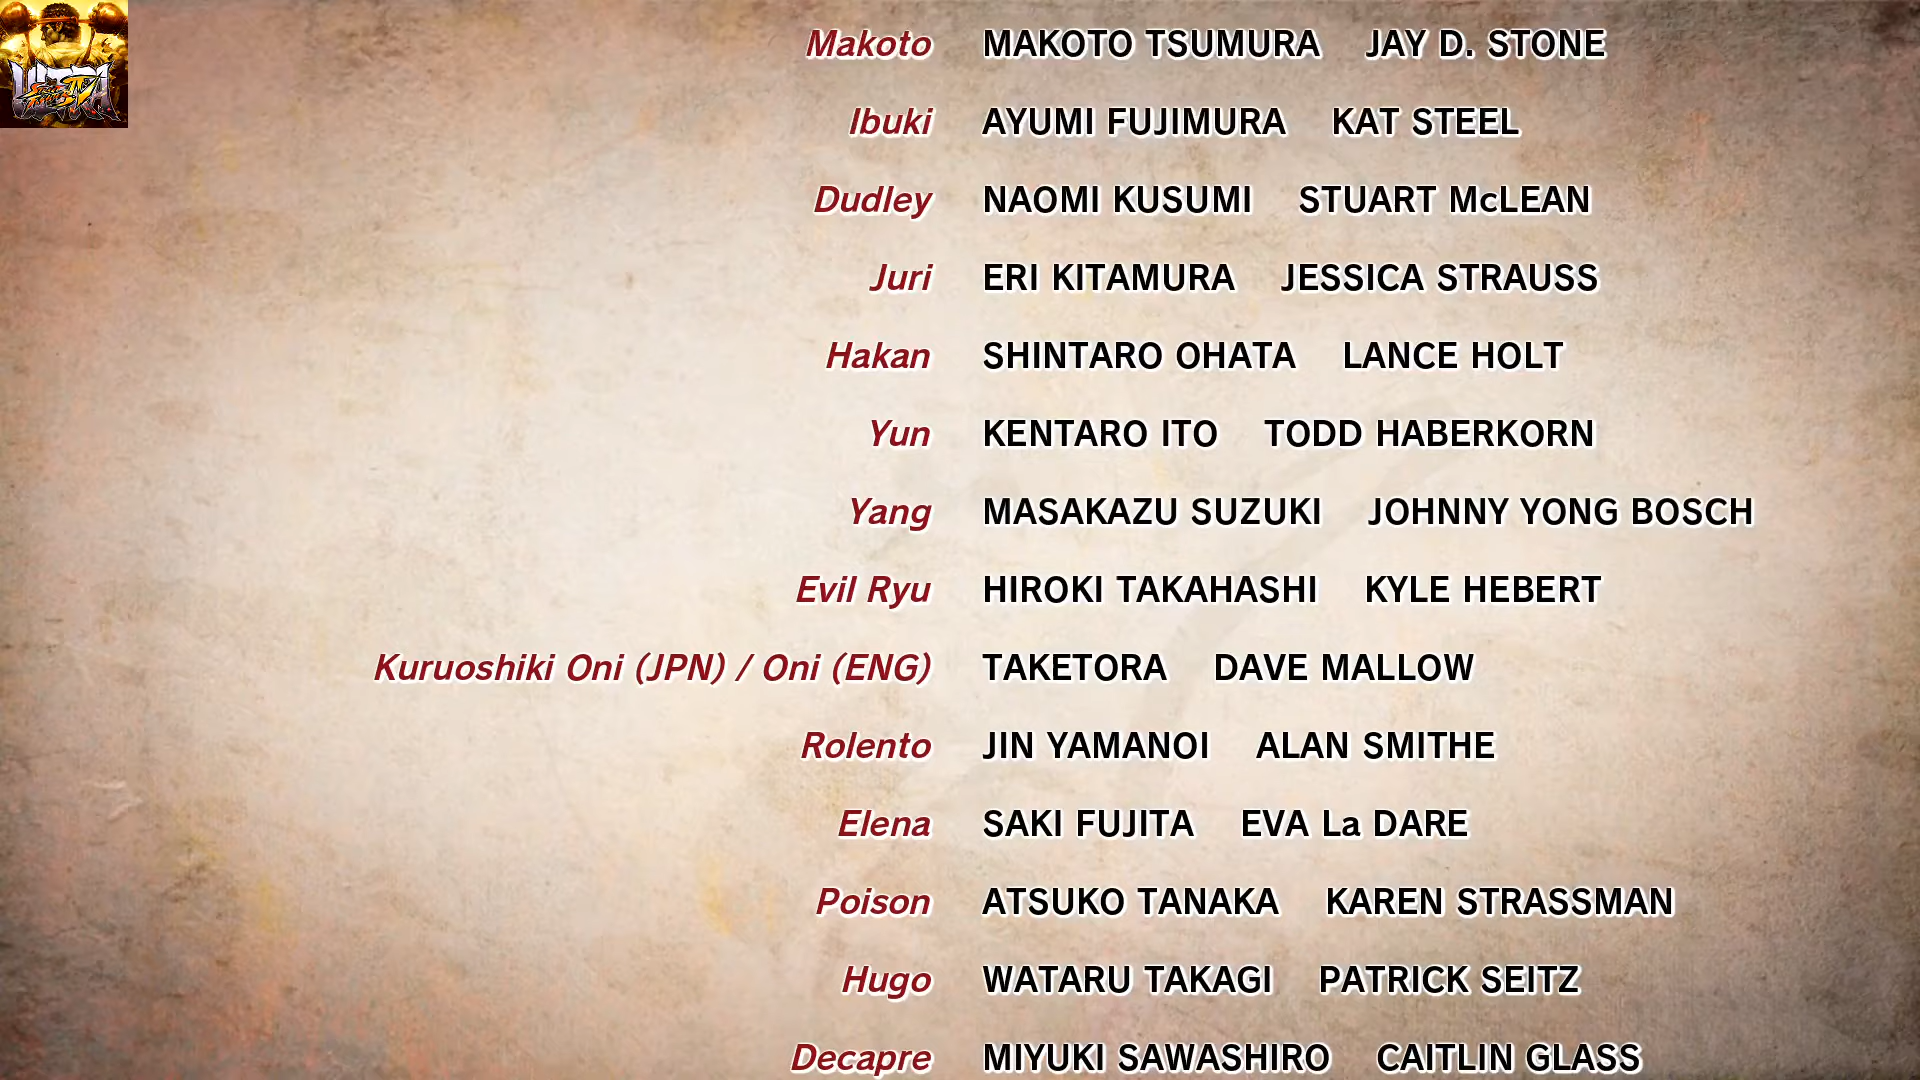 ULTRA
STREET FIGHTER IV
Makoto MAKOTO TSUMURA JAY D. STONE
Ibuki AYUMI FUJIMURA KAT STEEL
Dudley NAOMI KUSUMI STUART McLEAN
Juri ERI KITAMURA JESSICA STRAUSS
Hakan SHINTARO OHATA LANCE HOLT
Yun KENTARO ITO TODD HABERKORN
Yang MASAKAZU SUZUKI JOHNNY YONG BOSCH
Evil Ryu HIROKI TAKAHASHI KYLE HEBERT
Kuruoshiki Oni (JPN) / Oni (ENG) TAKETORA DAVE MALLOW
Rolento JIN YAMANOI ALAN SMITHE
Elena SAKI FUJITA EVA La DARE
Poison ATSUKO TANAKA KAREN STRASSMAN
Hugo WATARU TAKAGI PATRICK SEITZ
Decapre MIYUKI SAWASHIRO CAITLIN GLASS